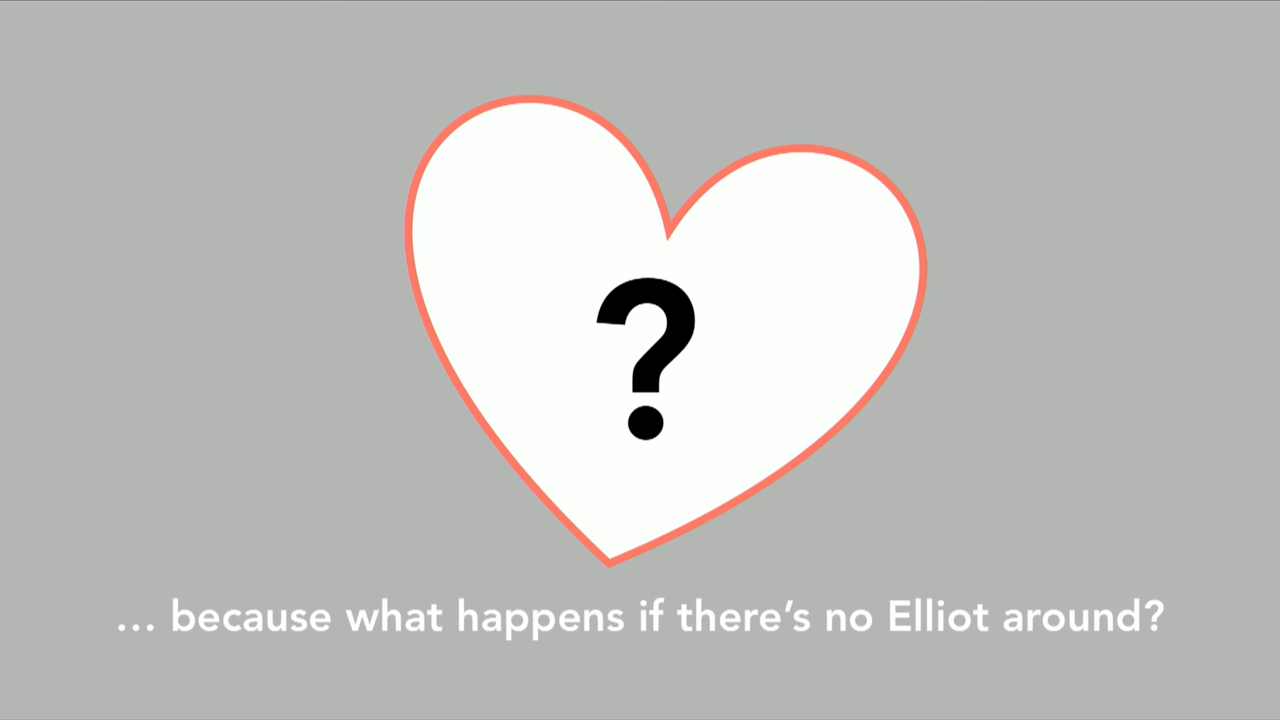 ?
… because what happens if there’s no Elliot around?